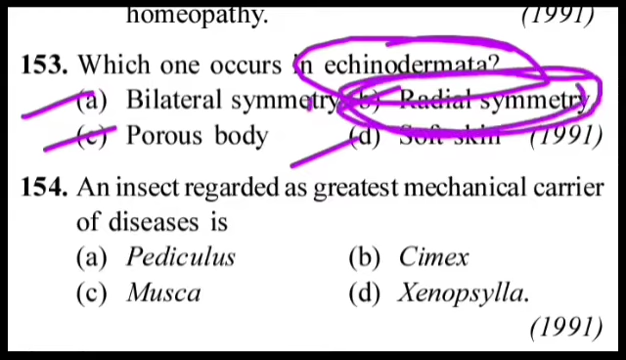 homeopathy. (1991)
153. Which one occurs in echinodermata?
(a) Bilateral symmetry (b) Radial symmetry
(c) Porous body (d) Soft skin (1991)
154. An insect regarded as greatest mechanical carrier
of diseases is
(a) Pediculus (b) Cimex
(c) Musca (d) Xenopsylla.
(1991)